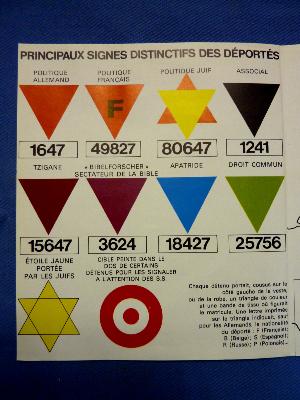 PRINCIPAUX SIGNES DISTINCTIFS DES DÉPORTÉS
POLITIQUE
ALLEMAND
POLITIQUE
FRANÇAIS
POLITIQUE JUIF
ASSOCIAL
F
1647
49827
80647
1241
TZIGANE
« BIBELFORSCHER »
SECTATEUR DE LA BIBLE
APATRIDE
DROIT COMMUN
15647
3624
18427
25756
ÉTOILE JAUNE
PORTÉE
PAR LES JUIFS
CIBLE PEINTE DANS LE
DOS DE CERTAINS
DÉTENUS POUR LES SIGNALER
A L'ATTENTION DES S.S.
Chaque détenu portait, cousus sur le
côté gauche de la veste,
ou de la robe, un triangle de couleur
et une bande de tissu où figurait
le matricule. Une lettre imprimée
sur le triangle indiquait, sauf
pour les Allemands, la nationalité
du déporté : F (Français);
B (Belge); S (Espagnol);
R (Russe); P (Polonais)...